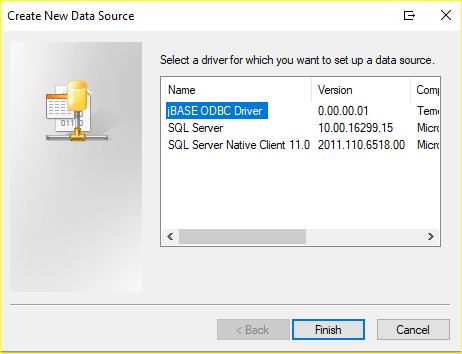 Create New Data Source
Select a driver for which you want to set up a data source.
Name Version Com
jBASE ODBC Driver 0.00.00.01 Teme
SQL Server 10.00.16299.15 Micro
SQL Server Native Client 11.0 2011.110.6518.00 Micro
01110
< Back Finish Cancel